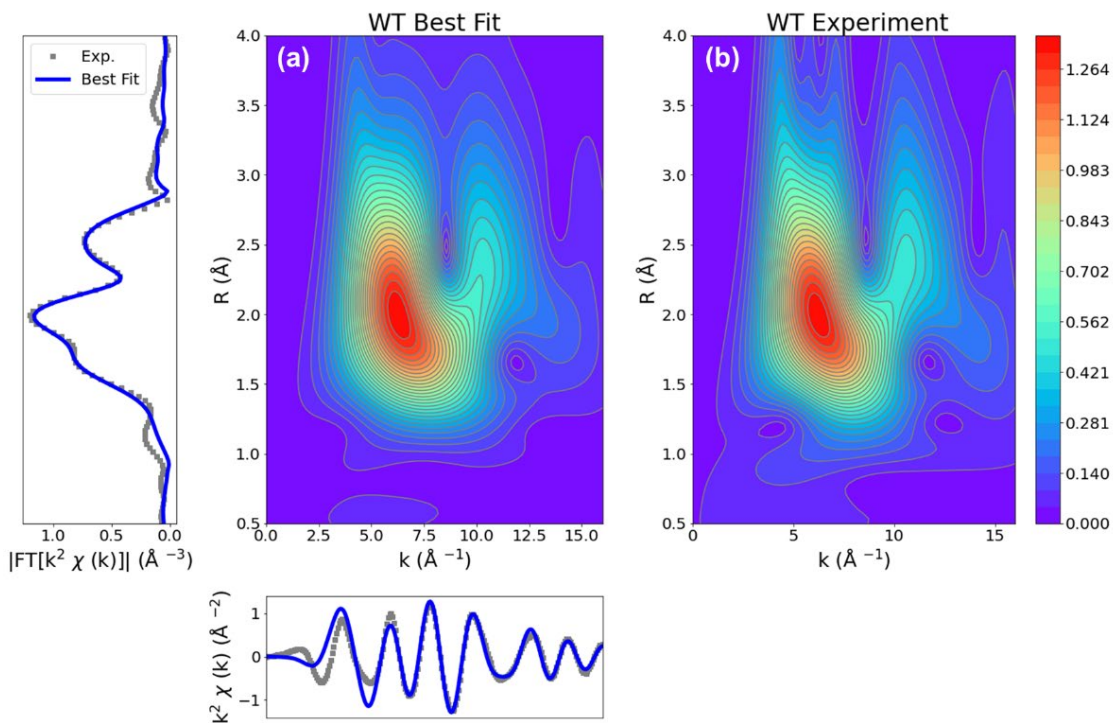 WT Best Fit
WT Experiment
Exp.
Best Fit
(a)
(b)
4.0
3.5
3.0
2.5
2.0
1.5
1.0
0.5
R (Å)
4.0
3.5
3.0
2.5
2.0
1.5
1.0
0.5
R (Å)
1.264
1.124
0.983
0.843
0.702
0.562
0.421
0.281
0.140
0.000
1.0 0.5 0.0
|FT[k² χ (k)]| (Å ⁻³)
0.0 2.5 5.0 7.5 10.0 12.5 15.0
k (Å ⁻¹)
0 5 10 15
k (Å ⁻¹)
1
0
-1
k² χ (k) (Å ⁻²)